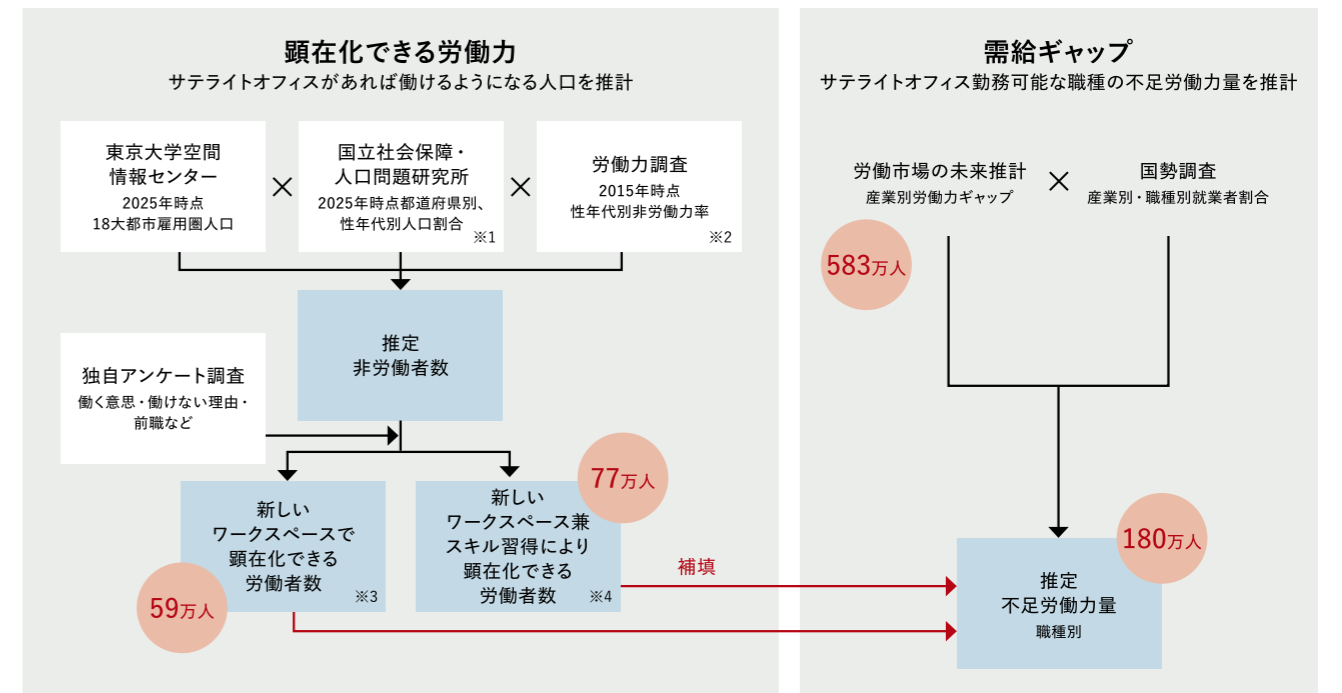 顕在化できる労働力
サテライトオフィスがあれば働けるようになる人口を推計
東京大学空間
情報センター
2025年時点
18大都市雇用圏人口
×
国立社会保障・
人口問題研究所
2025年時点都道府県別、
性年代別人口割合
※1
×
労働力調査
2015年時点
性年代別非労働力率
※2
推定
非労働者数
独自アンケート調査
働く意思・働けない理由・
前職など
新しい
ワークスペースで
顕在化できる
労働者数
※3
59万人
新しい
ワークスペース兼
スキル習得により
顕在化できる
労働者数
※4
77万人
補填
需給ギャップ
サテライトオフィス勤務可能な職種の不足労働力量を推計
労働市場の未来推計
産業別労働力ギャップ
×
国勢調査
産業別・職種別就業者割合
583万人
180万人
推定
不足労働力量
職種別